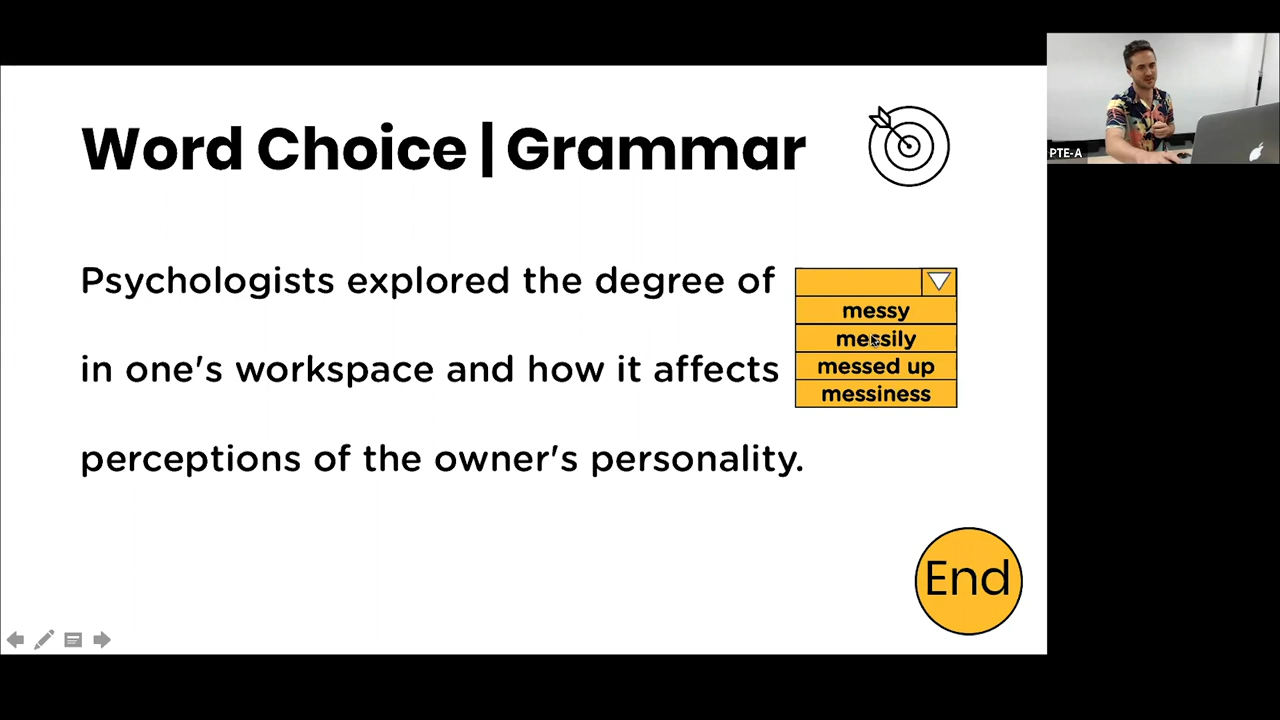 Word Choice | Grammar
Psychologists explored the degree of
messy
messily
in one's workspace and how it affects
messed up
messiness
perceptions of the owner's personality.
End
PTE-A